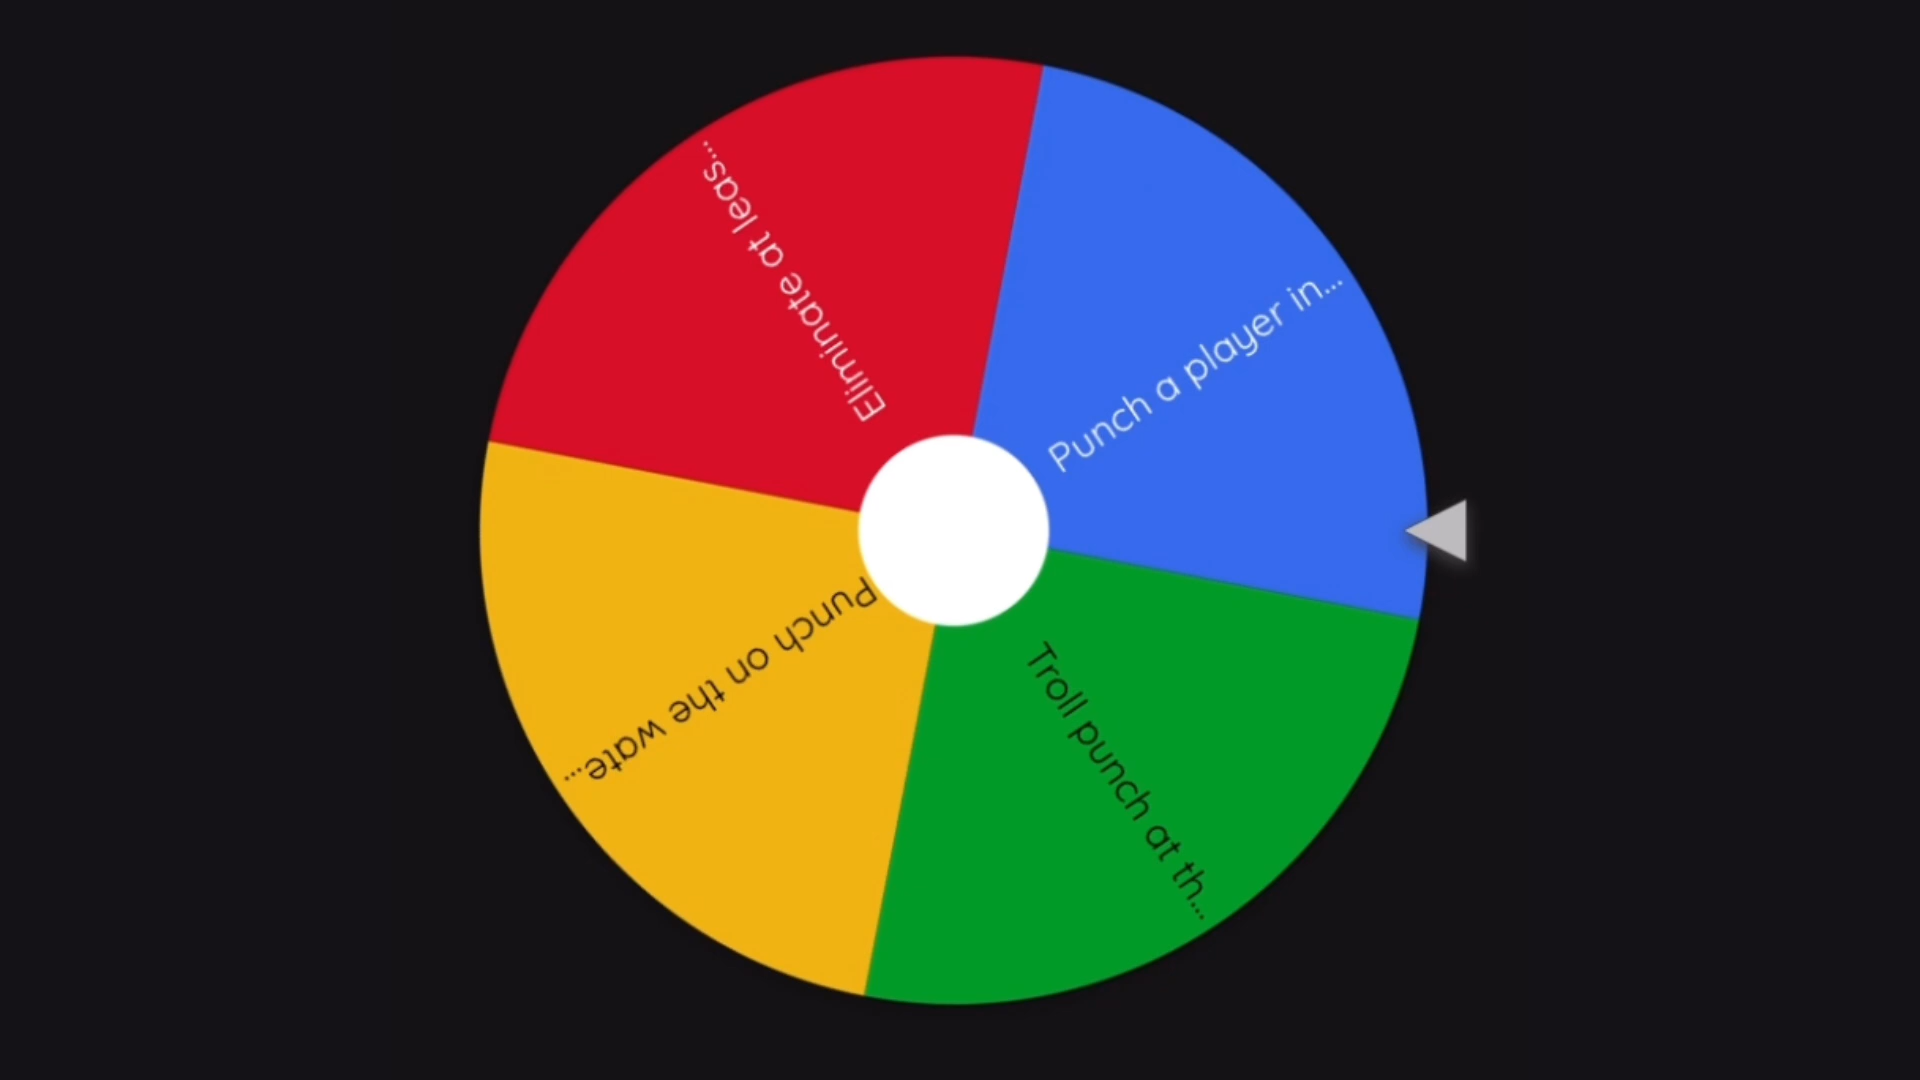 Eliminate at leas...
Punch a player in...
Punch on the wate...
Troll punch at th...